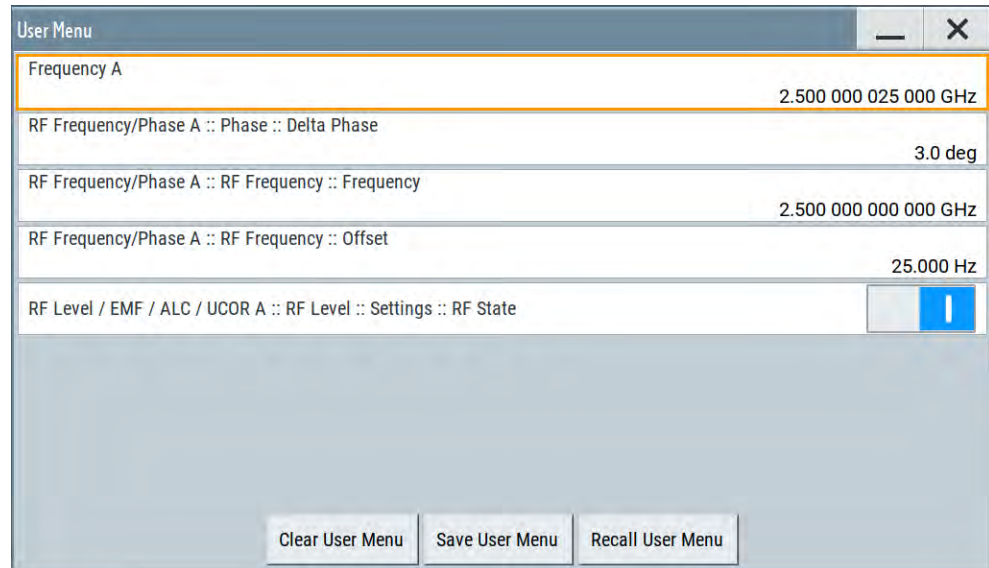 User Menu
Frequency A
2.500 000 025 000 GHz
RF Frequency/Phase A :: Phase :: Delta Phase
3.0 deg
RF Frequency/Phase A :: RF Frequency :: Frequency
2.500 000 000 000 GHz
RF Frequency/Phase A :: RF Frequency :: Offset
25.000 Hz
RF Level / EMF / ALC / UCOR A :: RF Level :: Settings :: RF State
Clear User Menu Save User Menu Recall User Menu